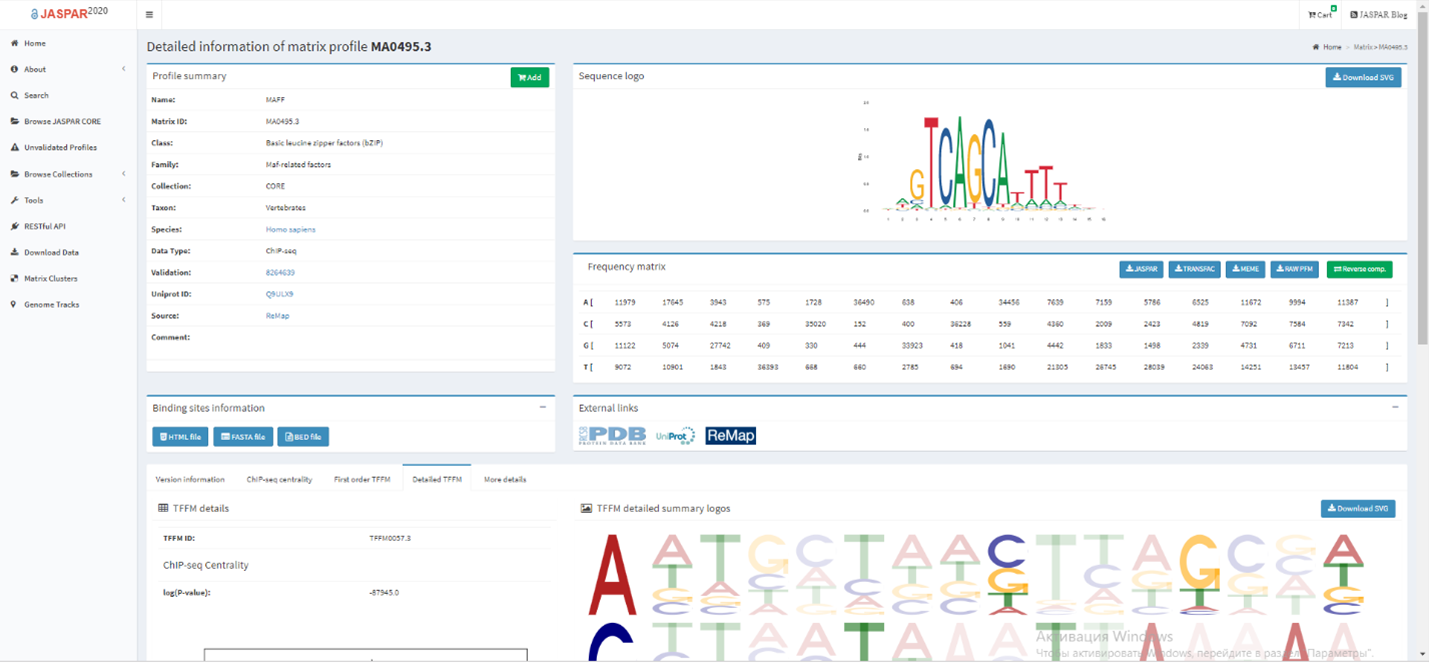 JASPAR2020
Cart 0
JASPAR Blog
Home
About
Search
Browse JASPAR CORE
Unvalidated Profiles
Browse Collections
Tools
RESTful API
Download Data
Matrix Clusters
Genome Tracks
Detailed information of matrix profile MA0495.3
Home > Matrix > MA0495.3
Profile summary
Add
Name: MAFF
Matrix ID: MA0495.3
Class: Basic leucine zipper factors (bZIP)
Family: Maf-related factors
Collection: CORE
Taxon: Vertebrates
Species: Homo sapiens
Data Type: ChIP-seq
Validation: 8264639
Uniprot ID: Q9ULX9
Source: ReMap
Comment:
Sequence logo
Download SVG
TCAGCA
Frequency matrix
JASPAR TRANSFAC MEME RAW PFM Reverse comp.
A [ 11979 17645 3943 575 1728 36490 638 406 34456 7639 7159 5786 6525 11672 9994 11387 ]
C [ 5573 4126 4218 369 35020 152 400 36228 559 4360 2009 2423 4819 7092 7584 7342 ]
G [ 11122 5074 27742 409 330 444 33923 418 1041 4442 1833 1498 2339 4731 6711 7213 ]
T [ 9072 10901 1843 36393 668 660 2785 694 1690 21305 26745 28039 24063 14251 13457 11804 ]
Binding sites information
HTML file FASTA file BED file
External links
PDB
PROTEIN DATA BANK
UniProt
ReMap
Version information ChIP-seq centrality First order TFFM Detailed TFFM More details
TFFM details
TFFM ID: TFFM0057.3
ChIP-seq Centrality
log(P-value): -87945.0
TFFM detailed summary logos
Download SVG
Активация Windows
Чтобы активировать Windows, перейдите в раздел "Параметры".